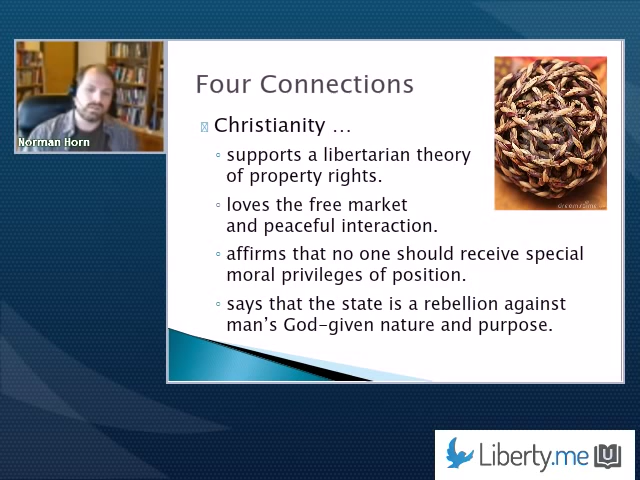 Norman Horn
Four Connections
Christianity …
supports a libertarian theory
of property rights.
loves the free market
and peaceful interaction.
affirms that no one should receive special
moral privileges of position.
says that the state is a rebellion against
man's God-given nature and purpose.
Liberty.me